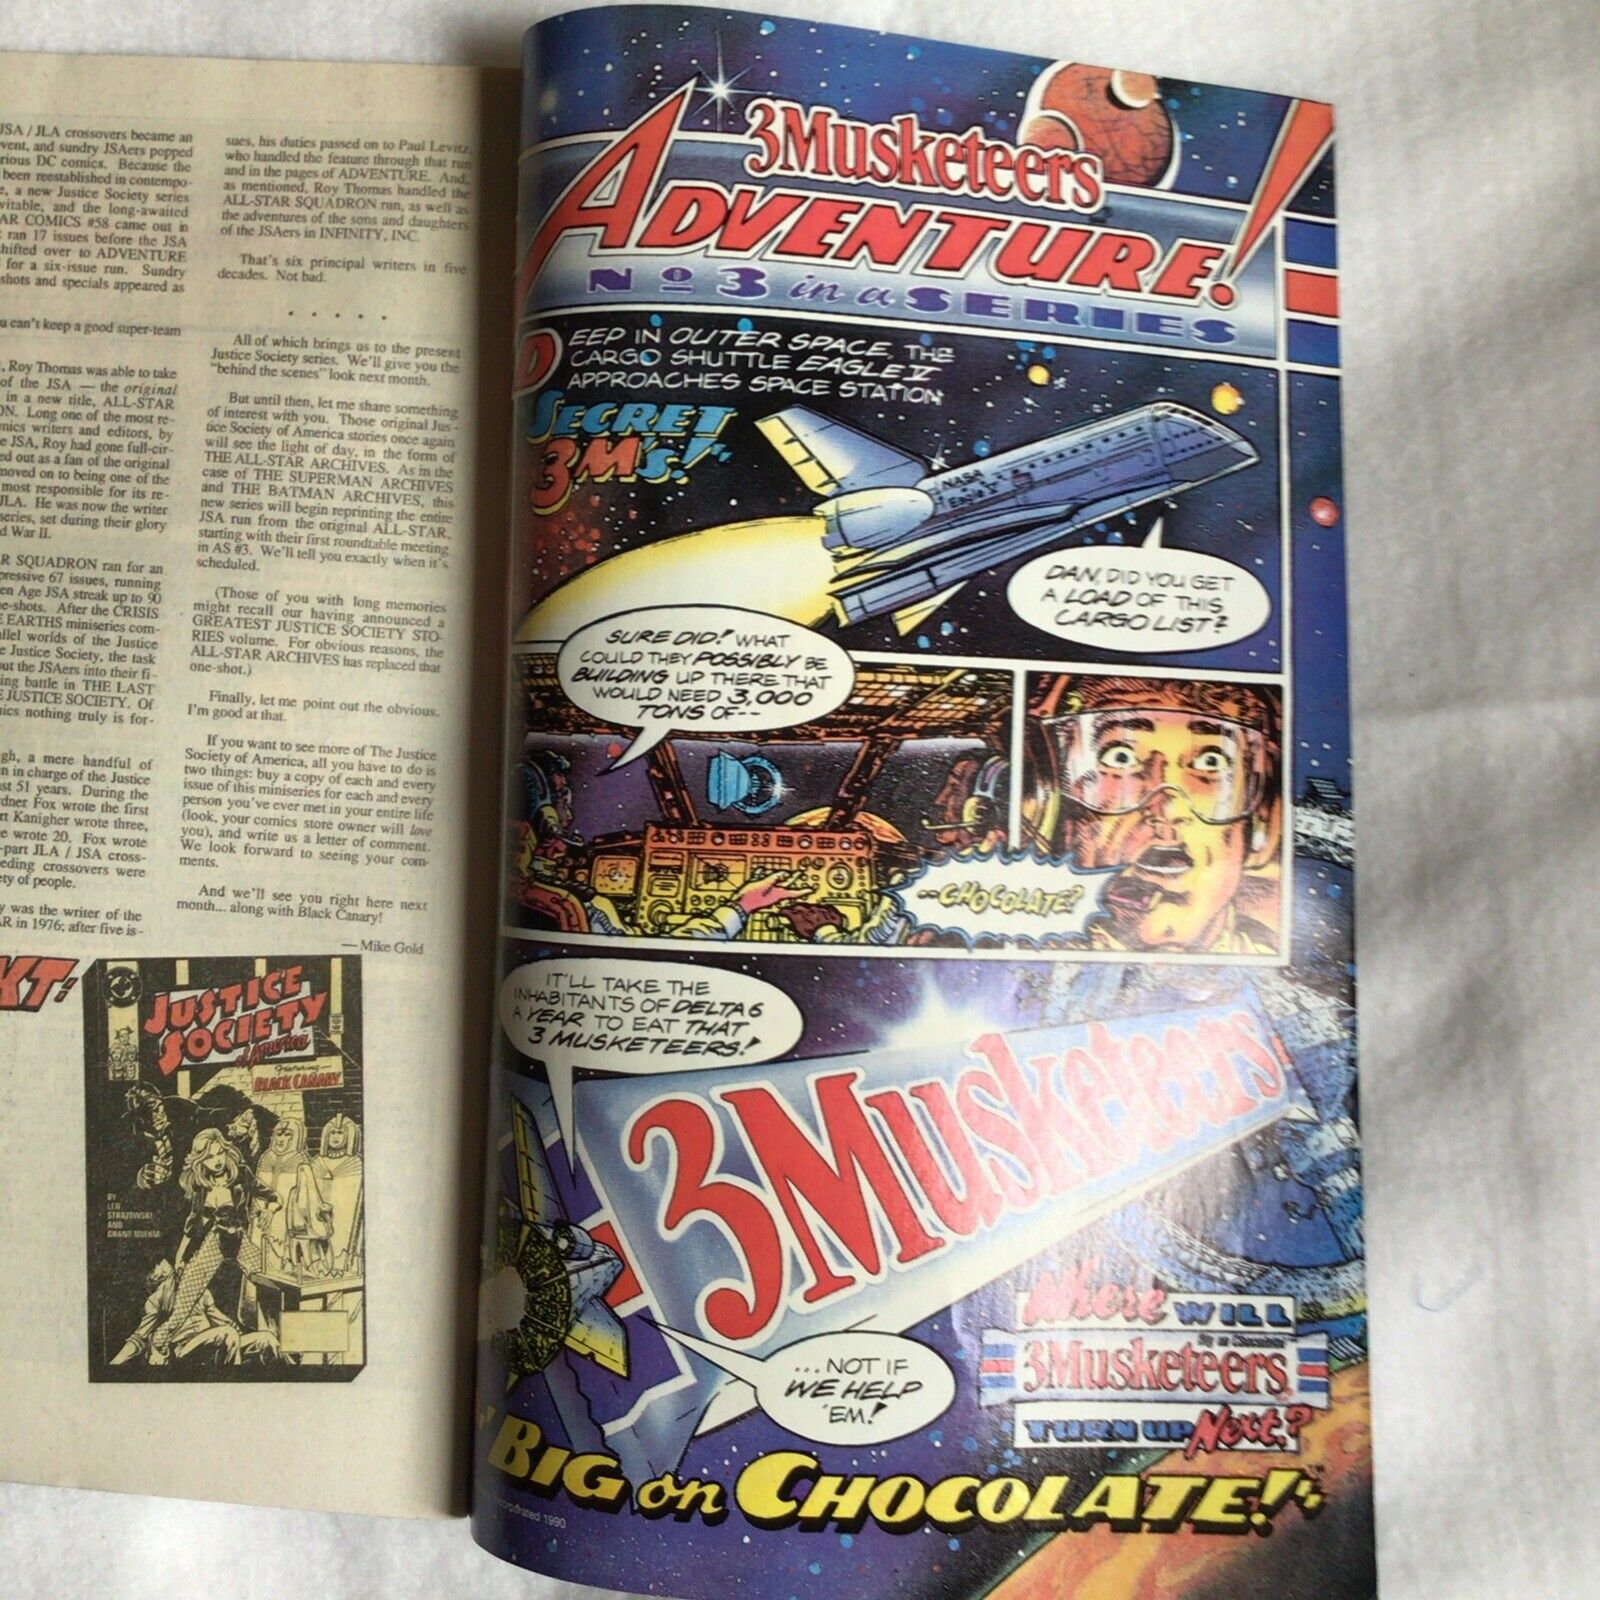 JSA / JLA crossovers became an
vent, and sundry JSAers popped
rious DC comics. Because the
been reestablished in contempo-
e, a new Justice Society series
vitable, and the long-awaited
AR COMICS #58 came out in
ran 17 issues before the JSA
shifted over to ADVENTURE
for a six-issue run. Sundry
shots and specials appeared as
u can't keep a good super-team
, Roy Thomas was able to take
of the JSA — the original
in a new title, ALL-STAR
ON. Long one of the most re-
mics writers and editors, by
e JSA, Roy had gone full-cir-
ed out as a fan of the original
moved on to being one of the
most responsible for its re-
JLA. He was now the writer
series, set during their glory
d War II.
R SQUADRON ran for an
pressive 67 issues, running
en Age JSA streak up to 90
e-shots. After the CRISIS
E EARTHS miniseries com-
allel worlds of the Justice
e Justice Society, the task
out the JSAers into their fi-
ing battle in THE LAST
E JUSTICE SOCIETY. Of
ics nothing truly is for-
gh, a mere handful of
n in charge of the Justice
st 51 years. During the
rdner Fox wrote the first
rt Kanigher wrote three,
e wrote 20. Fox wrote
-part JLA / JSA cross-
eding crossovers were
ety of people.
y was the writer of the
AR in 1976; after five is-
sues, his duties passed on to Paul Levitz,
who handled the feature through that run
and in the pages of ADVENTURE. And,
as mentioned, Roy Thomas handled the
ALL-STAR SQUADRON run, as well as
the adventures of the sons and daughters
of the JSAers in INFINITY, INC.
That's six principal writers in five
decades. Not bad.
. . . . .
All of which brings us to the present
Justice Society series. We'll give you the
"behind the scenes" look next month.
But until then, let me share something
of interest with you. Those original Jus-
tice Society of America stories once again
will see the light of day, in the form of
THE ALL-STAR ARCHIVES. As in the
case of THE SUPERMAN ARCHIVES
and THE BATMAN ARCHIVES, this
new series will begin reprinting the entire
JSA run from the original ALL-STAR,
starting with their first roundtable meeting
in AS #3. We'll tell you exactly when it's
scheduled.
(Those of you with long memories
might recall our having announced a
GREATEST JUSTICE SOCIETY STO-
RIES volume. For obvious reasons, the
ALL-STAR ARCHIVES has replaced that
one-shot.)
Finally, let me point out the obvious.
I'm good at that.
If you want to see more of The Justice
Society of America, all you have to do is
two things: buy a copy of each and every
issue of this miniseries for each and every
person you've ever met in your entire life
(look, your comics store owner will love
you), and write us a letter of comment.
We look forward to seeing your com-
ments.
And we'll see you right here next
month... along with Black Canary!
— Mike Gold
XT:
JUSTICE
SOCIETY
of America
Featuring—
BLACK CANARY
BY
LEN
STRAZEWSKI
AND
GRANT MIEHM
3Musketeers
ADVENTURE!
No 3 in a SERIES
DEEP IN OUTER SPACE, THE
CARGO SHUTTLE EAGLE V
APPROACHES SPACE STATION
SECRET
3M's!
NASA
Eagle V
DAN, DID YOU GET
A LOAD OF THIS
CARGO LIST?
SURE DID! WHAT
COULD THEY POSSIBLY BE
BUILDING UP THERE THAT
WOULD NEED 3,000
TONS OF--
--CHOCOLATE?
IT'LL TAKE THE
INHABITANTS OF DELTA 6
A YEAR TO EAT THAT
3 MUSKETEERS!
3Musketeers
...NOT IF
WE HELP
'EM!
Where WILL
Big on Chocolate
3Musketeers
TURN UP Next?
BIG on CHOCOLATE!
corporated 1990